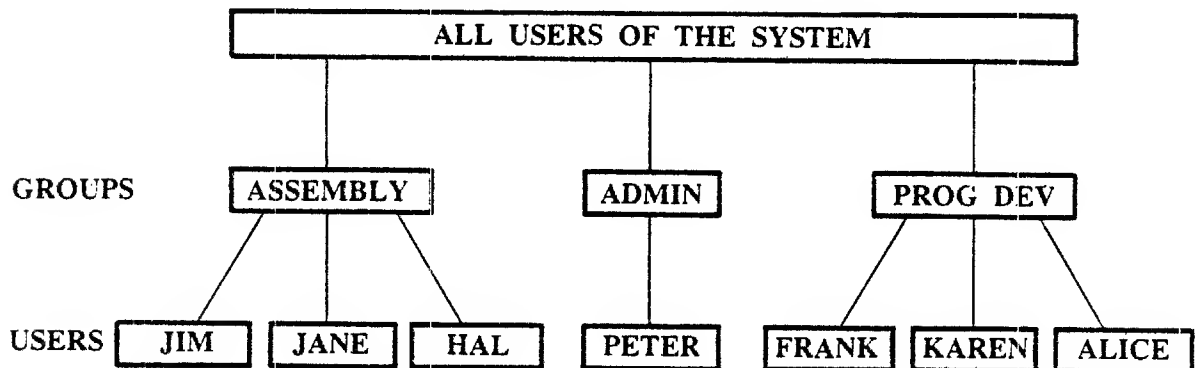 ALL USERS OF THE SYSTEM
GROUPS ASSEMBLY ADMIN PROG DEV
USERS JIM JANE HAL PETER FRANK KAREN ALICE